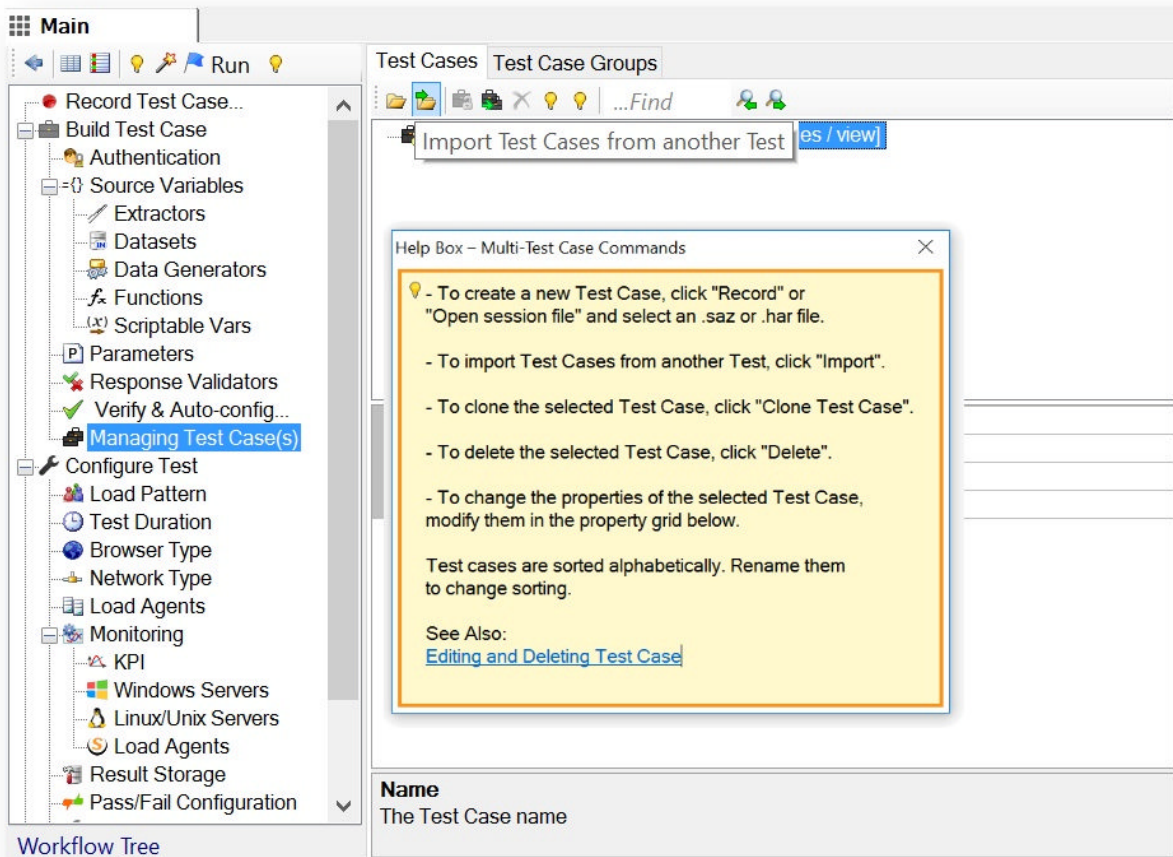 Main
Run
Record Test Case...
Build Test Case
Authentication
={} Source Variables
Extractors
Datasets
Data Generators
fx Functions
(x) Scriptable Vars
P Parameters
Response Validators
Verify & Auto-config...
Managing Test Case(s)
Configure Test
Load Pattern
Test Duration
Browser Type
Network Type
Load Agents
Monitoring
KPI
Windows Servers
Linux/Unix Servers
Load Agents
Result Storage
Pass/Fail Configuration
Workflow Tree
Test Cases Test Case Groups
...Find
Import Test Cases from another Test es / view]
Help Box – Multi-Test Case Commands
- To create a new Test Case, click "Record" or
"Open session file" and select an .saz or .har file.
- To import Test Cases from another Test, click "Import".
- To clone the selected Test Case, click "Clone Test Case".
- To delete the selected Test Case, click "Delete".
- To change the properties of the selected Test Case,
modify them in the property grid below.
Test cases are sorted alphabetically. Rename them
to change sorting.
See Also:
Editing and Deleting Test Case
Name
The Test Case name